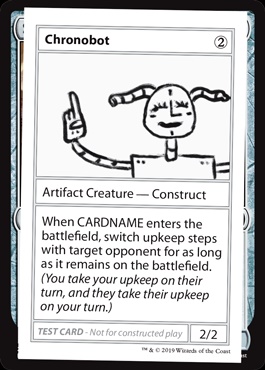 Chronobot 2
Artifact Creature — Construct
When CARDNAME enters the
battlefield, switch upkeep steps
with target opponent for as long
as it remains on the battlefield.
(You take your upkeep on their
turn, and they take their upkeep
on your turn.)
TEST CARD - Not for constructed play
2/2
™ & © 2019 Wizards of the Coast